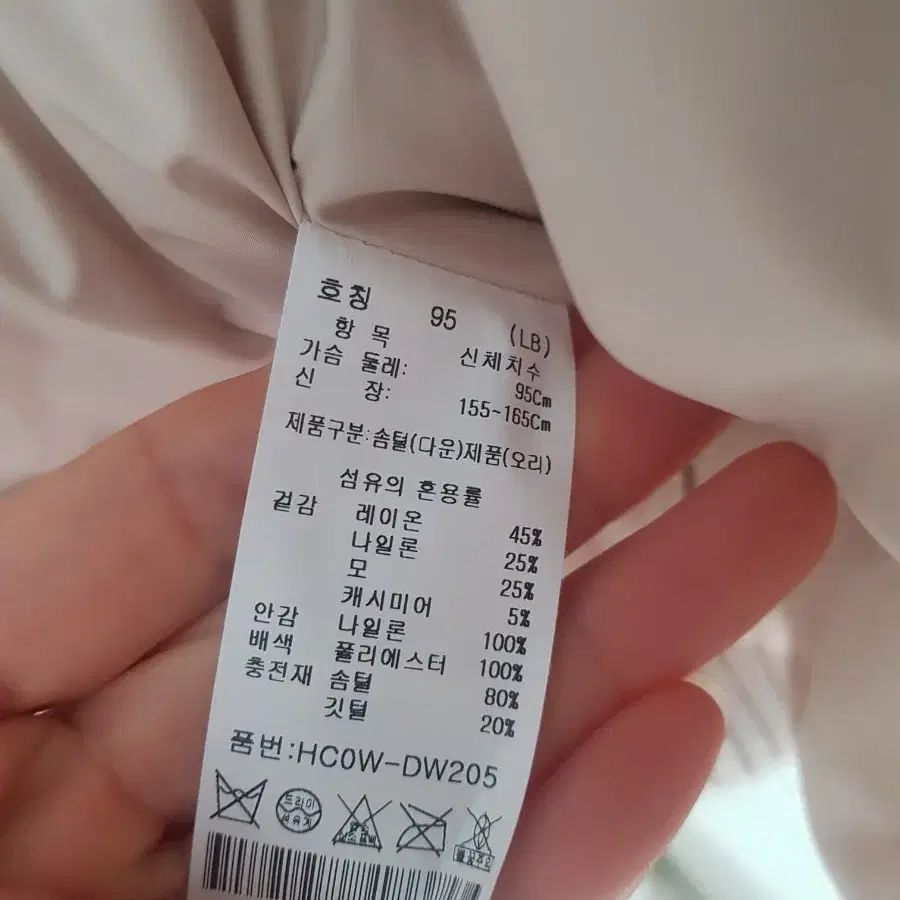 호칭 95 (LB)
항 목 신체치수
가슴 둘레: 95Cm
신 장: 155-165Cm
제품구분:솜털(다운)제품(오리)
섬유의 혼용률
겉감 레이온 45%
나일론 25%
모 25%
캐시미어 5%
안감 나일론 100%
배색 폴리에스터 100%
충전재 솜털 80%
깃털 20%
품번:HC0W-DW205
드라이